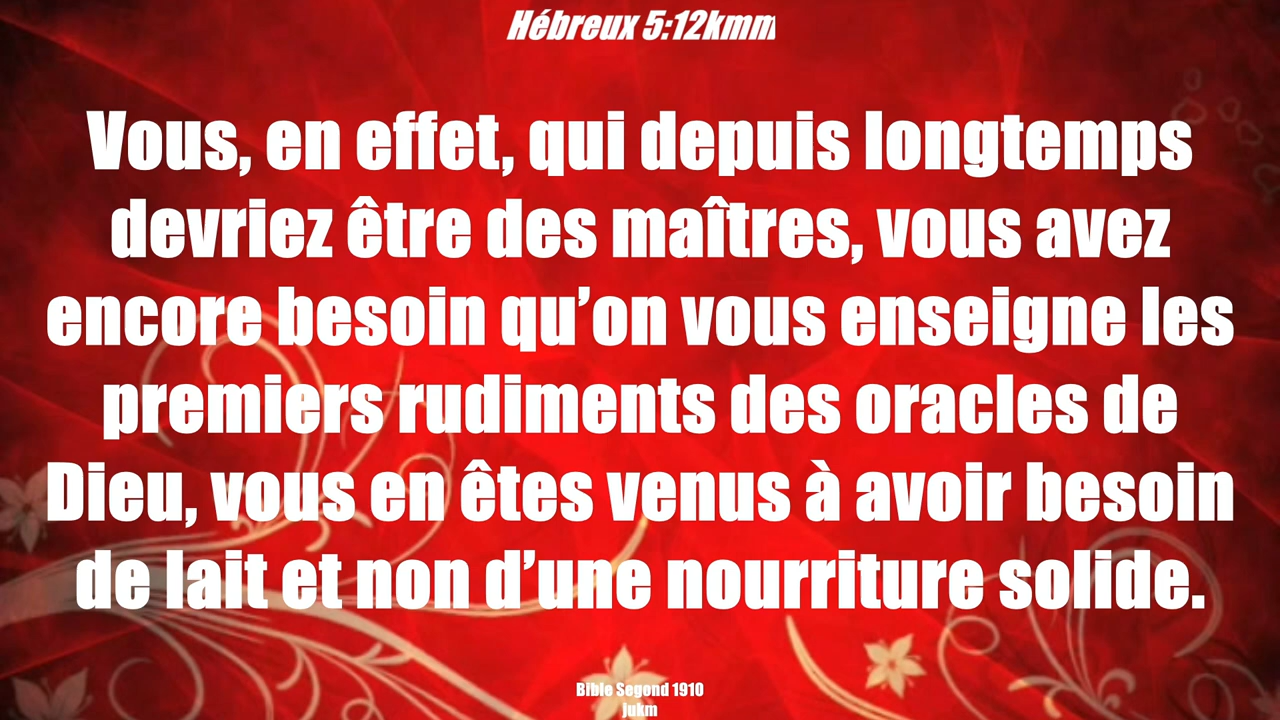 Hébreux 5:12kmm
Vous, en effet, qui depuis longtemps
devriez être des maîtres, vous avez
encore besoin qu’on vous enseigne les
premiers rudiments des oracles de
Dieu, vous en êtes venus à avoir besoin
de lait et non d’une nourriture solide.
Bible Segond 1910
jukm